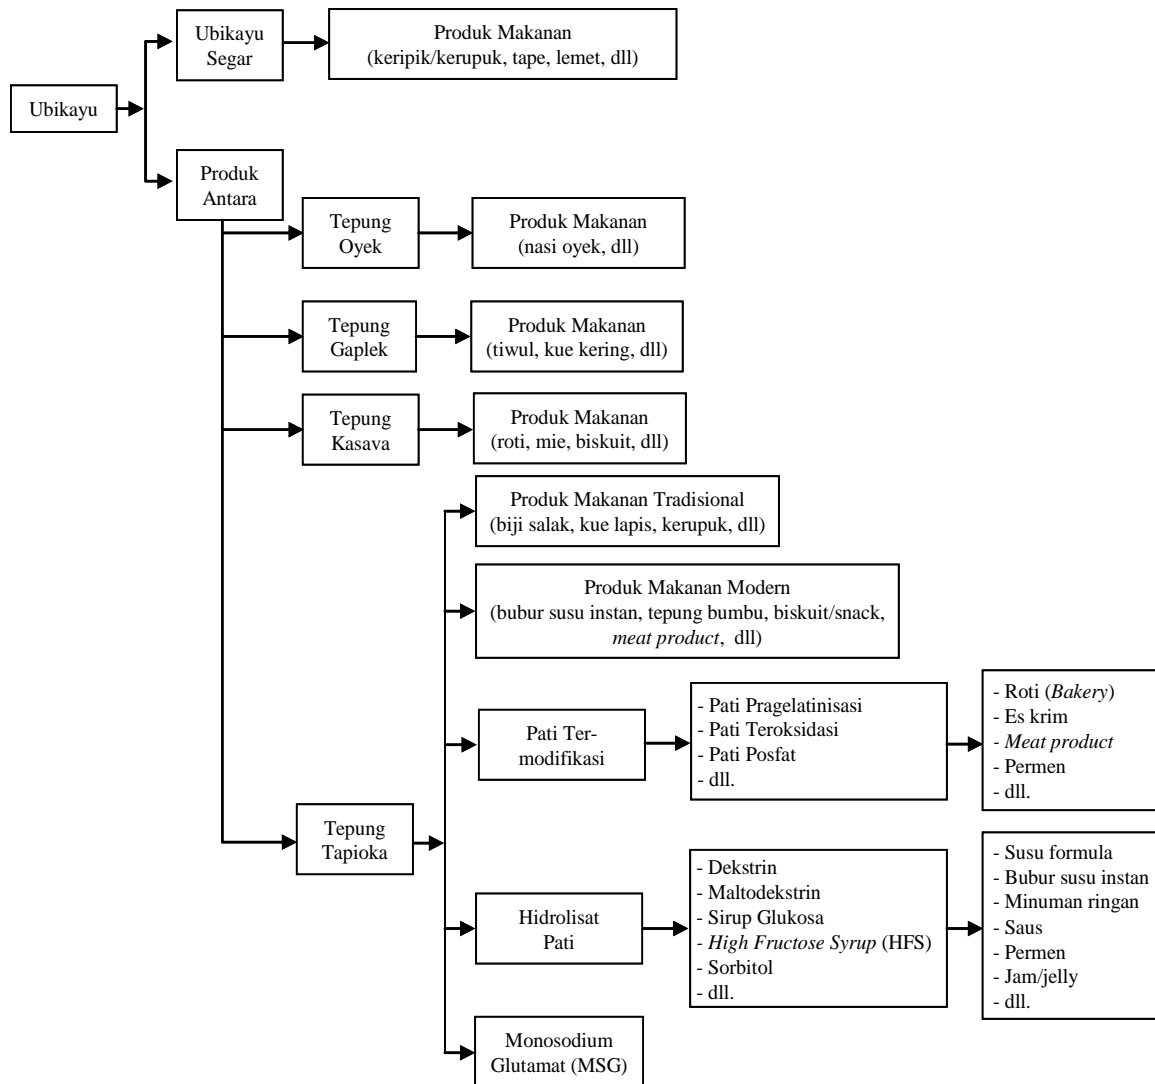 Ubikayu
Ubikayu
Segar
Produk Makanan
(keripik/kerupuk, tape, lemet, dll)
Produk
Antara
Tepung
Oyek
Produk Makanan
(nasi oyek, dll)
Tepung
Gaplek
Produk Makanan
(tiwul, kue kering, dll)
Tepung
Kasava
Produk Makanan
(roti, mie, biskuit, dll)
Tepung
Tapioka
Produk Makanan Tradisional
(biji salak, kue lapis, kerupuk, dll)
Produk Makanan Modern
(bubur susu instan, tepung bumbu, biskuit/snack,
meat product, dll)
Pati Ter-
modifikasi
- Pati Pragelatinisasi
- Pati Teroksidasi
- Pati Posfat
- dll.
- Roti (Bakery)
- Es krim
- Meat product
- Permen
- dll.
Hidrolisat
Pati
- Dekstrin
- Maltodekstrin
- Sirup Glukosa
- High Fructose Syrup (HFS)
- Sorbitol
- dll.
- Susu formula
- Bubur susu instan
- Minuman ringan
- Saus
- Permen
- Jam/jelly
- dll.
Monosodium
Glutamat (MSG)